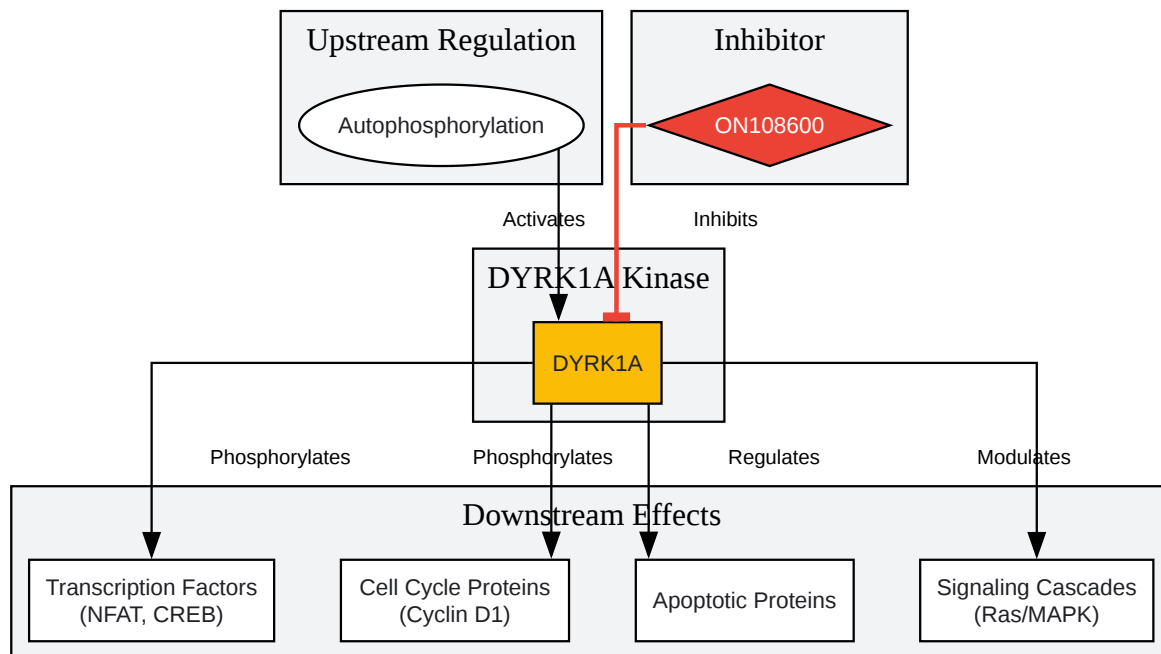 Upstream Regulation
Inhibitor
Autophosphorylation
ON108600
Activates
Inhibits
DYRK1A Kinase
DYRK1A
Phosphorylates
Phosphorylates
Regulates
Modulates
Downstream Effects
Transcription Factors
(NFAT, CREB)
Cell Cycle Proteins
(Cyclin D1)
Apoptotic Proteins
Signaling Cascades
(Ras/MAPK)